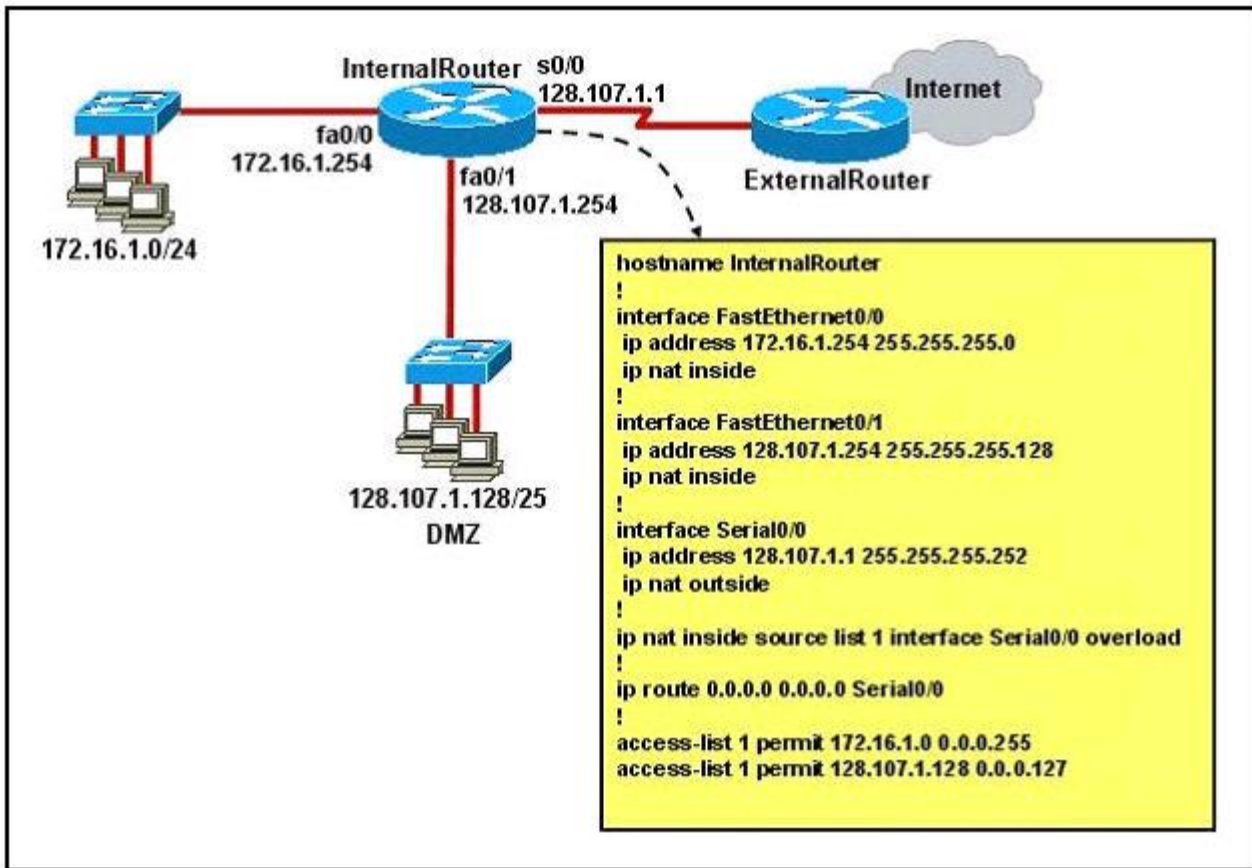 InternalRouter
s0/0
128.107.1.1
Internet
fa0/0
172.16.1.254
fa0/1
128.107.1.254
ExternalRouter
172.16.1.0/24
128.107.1.128/25
DMZ
hostname InternalRouter
!
interface FastEthernet0/0
ip address 172.16.1.254 255.255.255.0
ip nat inside
!
interface FastEthernet0/1
ip address 128.107.1.254 255.255.255.128
ip nat inside
!
interface Serial0/0
ip address 128.107.1.1 255.255.255.252
ip nat outside
!
ip nat inside source list 1 interface Serial0/0 overload
!
ip route 0.0.0.0 0.0.0.0 Serial0/0
!
access-list 1 permit 172.16.1.0 0.0.0.255
access-list 1 permit 128.107.1.128 0.0.0.127